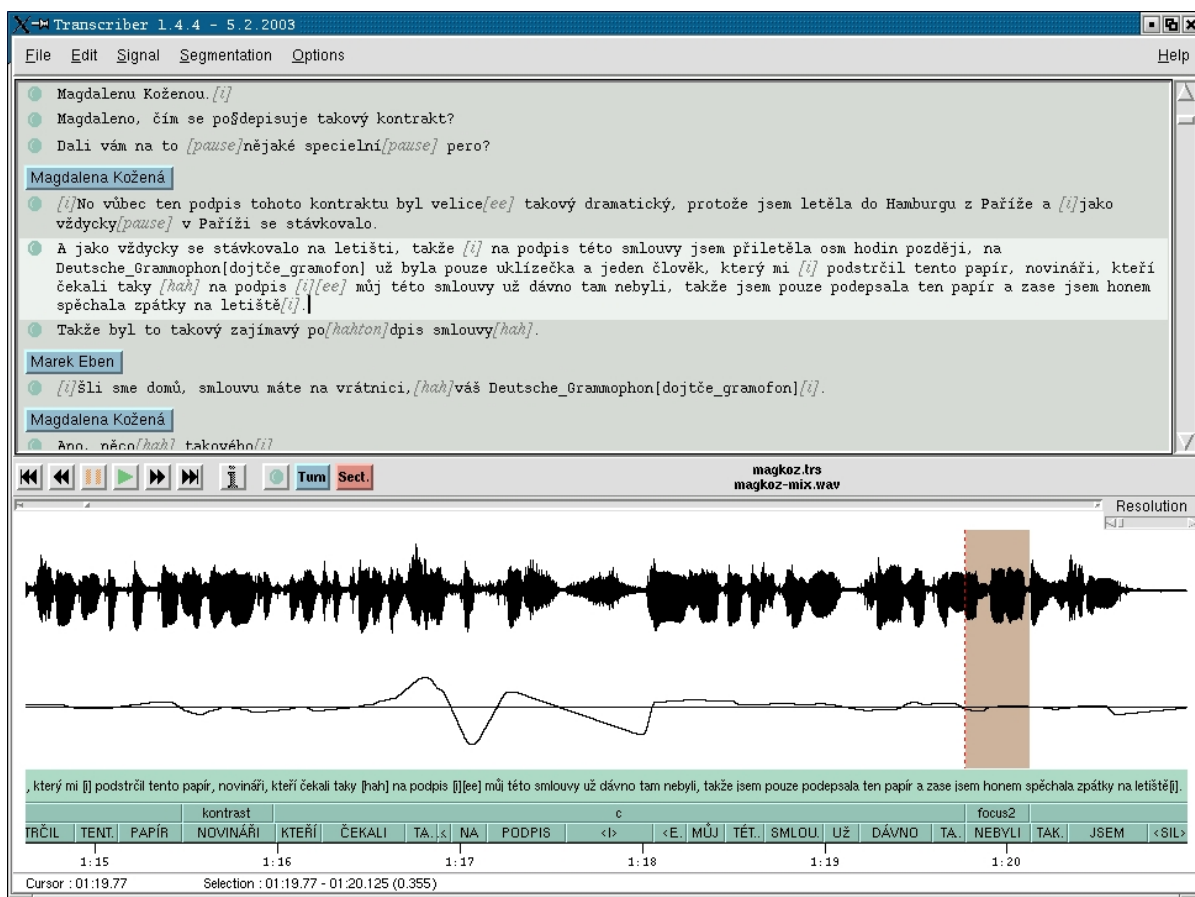 Transcriber 1.4.4 - 5.2.2003
File Edit Signal Segmentation Options Help
Magdalenu Koženou.[i]
Magdaleno, čím se po§depisuje takový kontrakt?
Dali vám na to [pause]nějaké specielní[pause] pero?
Magdalena Kožená
[i]No vůbec ten podpis tohoto kontraktu byl velice[ee] takový dramatický, protože jsem letěla do Hamburgu z Paříže a [i]jako
vždycky[pause] v Paříži se stávkovalo.
A jako vždycky se stávkovalo na letišti, takže [i] na podpis této smlouvy jsem přiletěla osm hodin později, na
Deutsche_Grammophon[dojtče_gramofon] už byla pouze uklízečka a jeden člověk, který mi [i] podstrčil tento papír, novináři, kteří
čekali taky [hah] na podpis [i][ee] můj této smlouvy už dávno tam nebyli, takže jsem pouze podepsala ten papír a zase jsem honem
spěchala zpátky na letiště[i].
Takže byl to takový zajímavý po[hahton]dpis smlouvy[hah].
Marek Eben
[i]Šli sme domů, smlouvu máte na vrátnici,[hah]váš Deutsche_Grammophon[dojtče_gramofon][i].
Magdalena Kožená
Ano, něco[hah] takového[i]
i Turn Sect. magkoz.trs
magkoz-mix.wav
Resolution
, který mi [i] podstrčil tento papír, novináři, kteří čekali taky [hah] na podpis [i][ee] můj této smlouvy už dávno tam nebyli, takže jsem pouze podepsala ten papír a zase jsem honem spěchala zpátky na letiště[i].
kontrast c focus2
TRČIL TENT. PAPÍR NOVINÁŘI KTEŘÍ ČEKALI TA.. .< NA PODPIS <I> <E. MŮJ TÉT.. SMLOU. UŽ DÁVNO TA.. NEBYLI TAK. JSEM <SIL>
1:15 1:16 1:17 1:18 1:19 1:20
Cursor : 01:19.77 Selection : 01:19.77 - 01:20.125 (0.355)